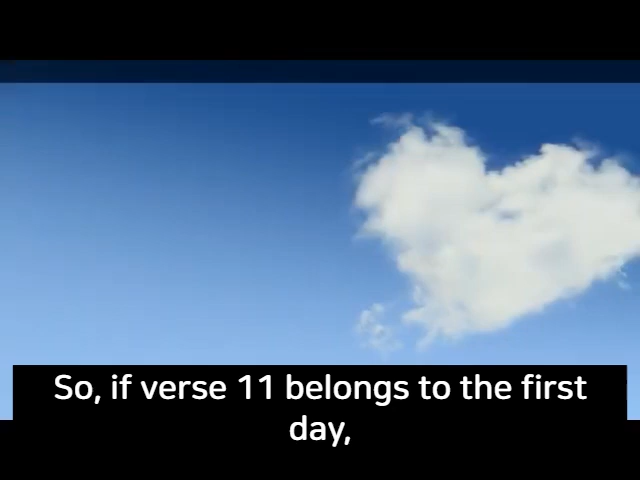 So, if verse 11 belongs to the first
day,